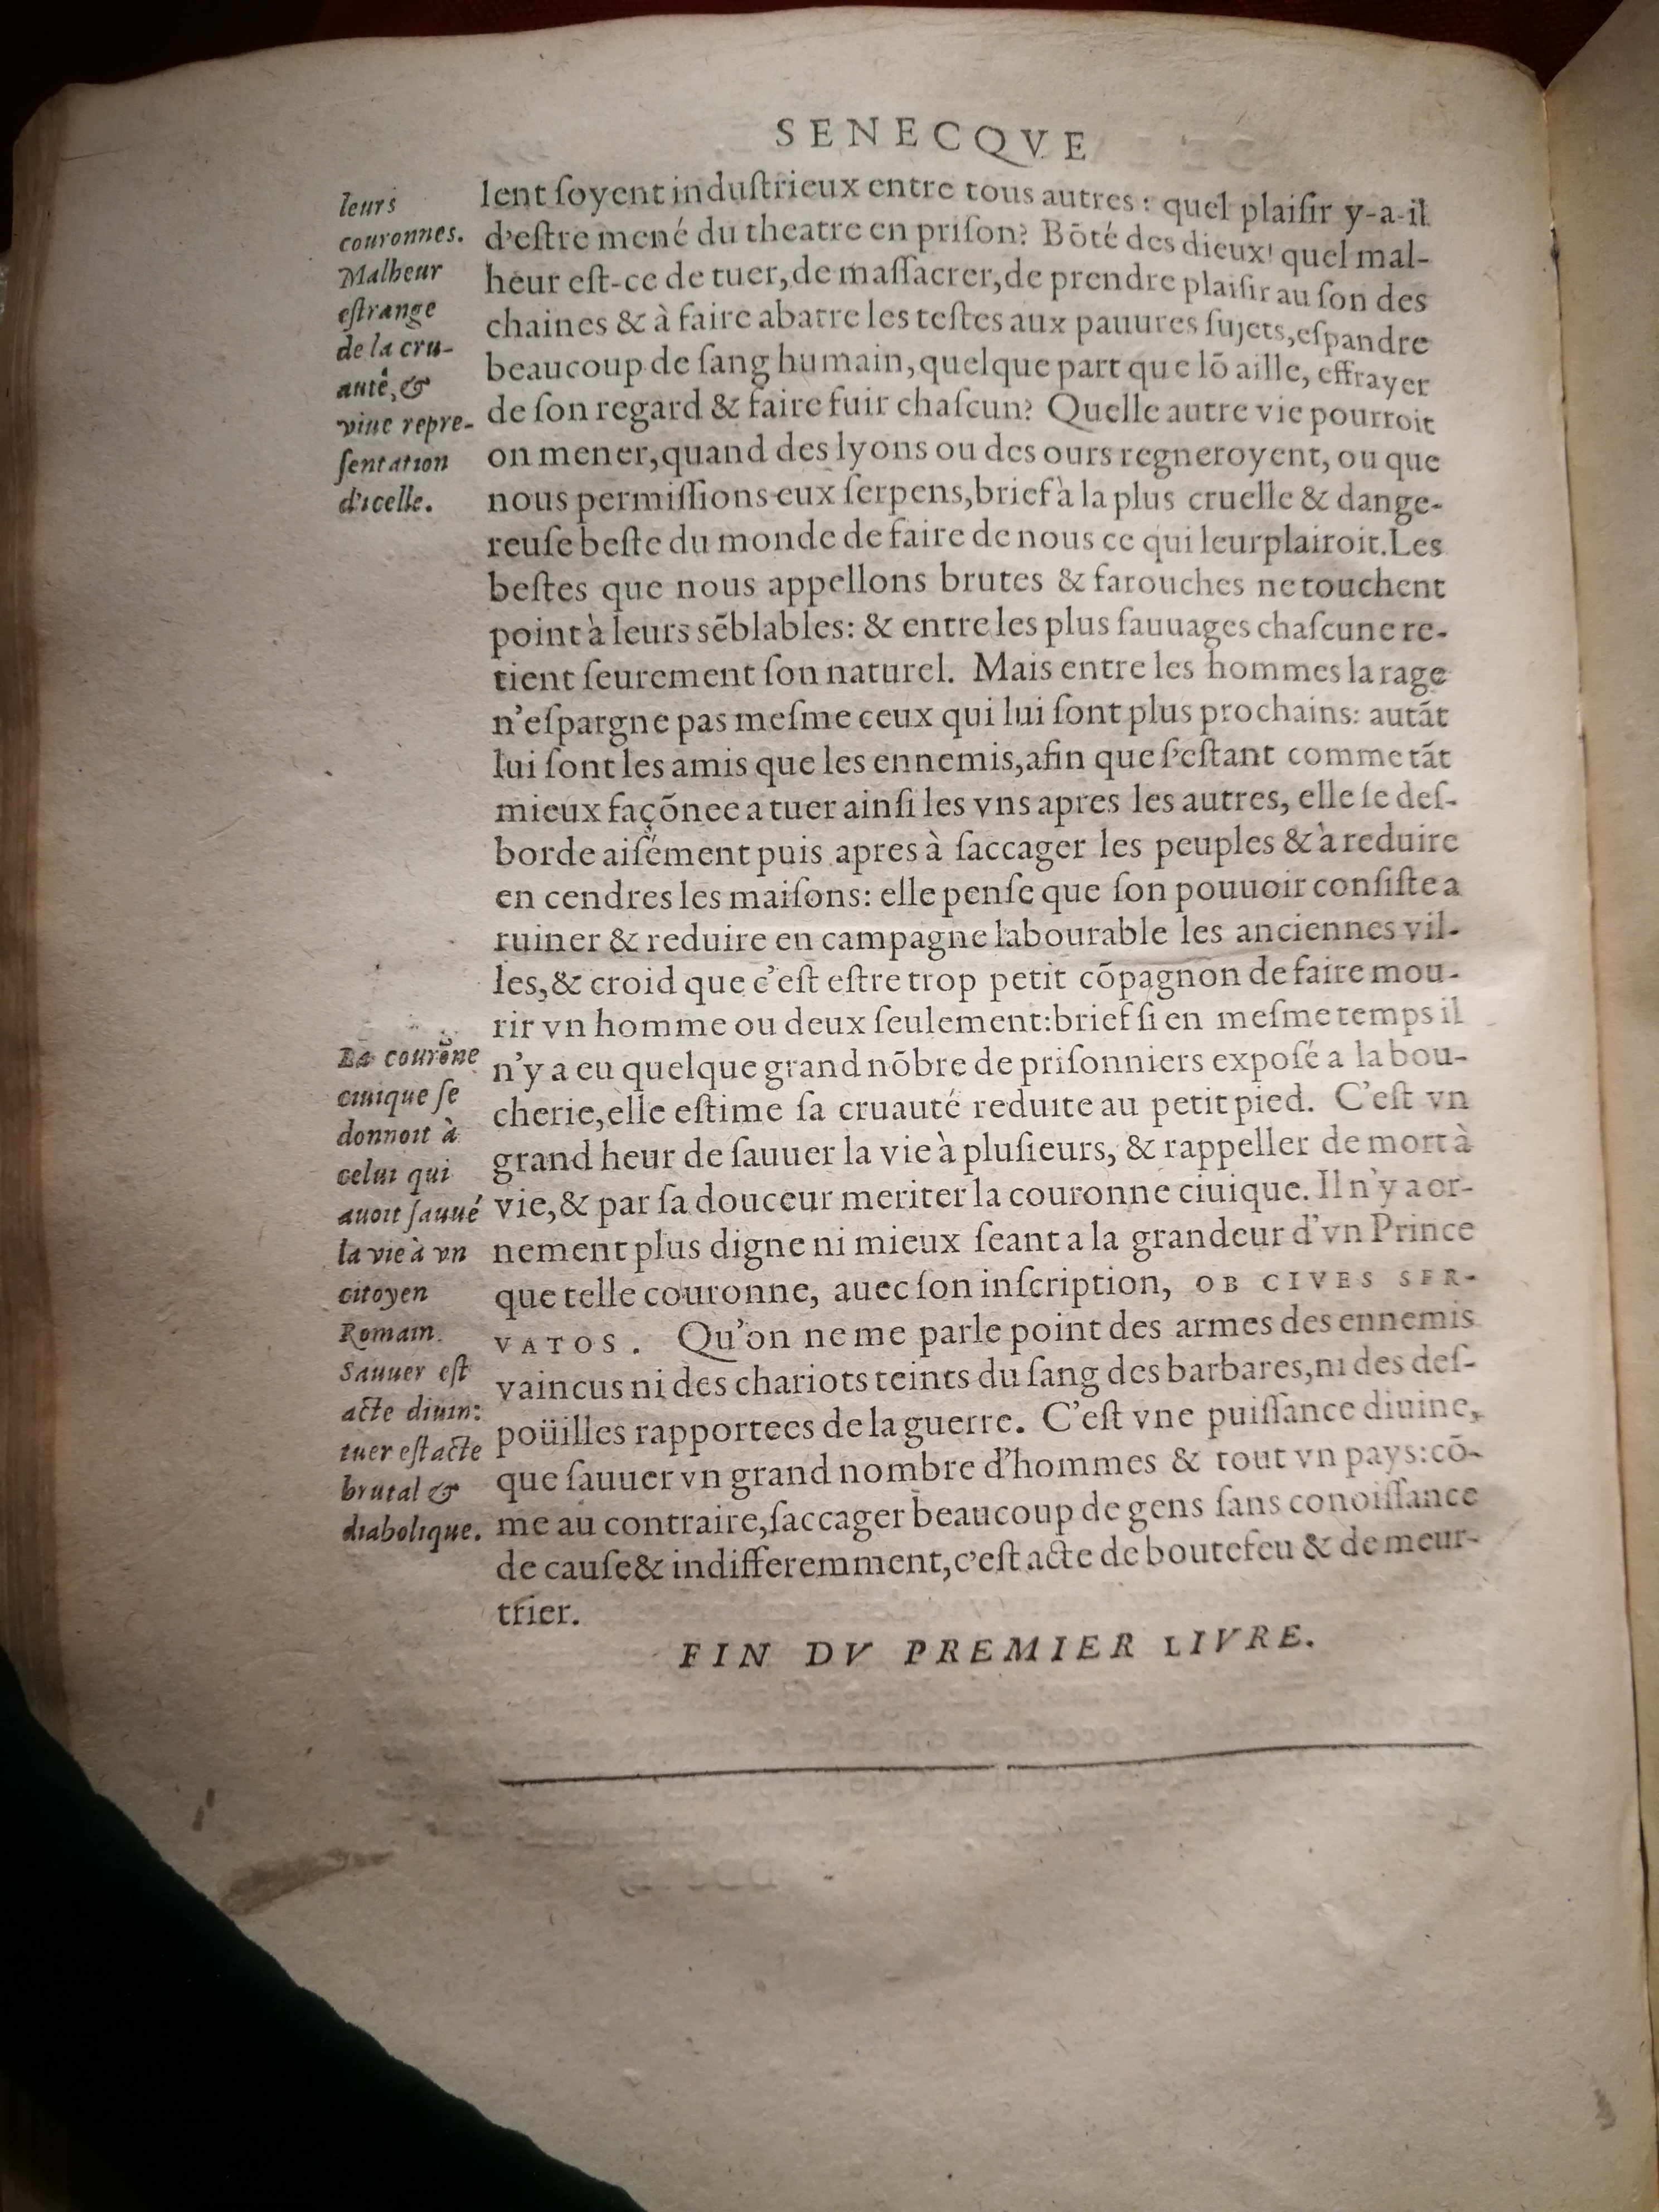 SENECQVE
leurs
couronnes.
Malheur
eſtrange
de la cru-
auté, &
viue repre-
ſentation
d'icelle.
lent ſoyent induſtrieux entre tous autres : quel plaiſir y-a-il
d'eſtre mené du theatre en priſon? Bōté des dieux! quel mal-
heur eſt-ce de tuer, de maſſacrer, de prendre plaiſir au ſon des
chaines & à faire abatre les teſtes aux pauures ſujets, eſpandre
beaucoup de ſang humain, quelque part que lō aille, effrayer
de ſon regard & faire fuir chaſcun? Quelle autre vie pourroit
on mener, quand des lyons ou des ours regneroyent, ou que
nous permiſſions eux ſerpens, brief à la plus cruelle & dange-
reuſe beſte du monde de faire de nous ce qui leur plairoit. Les
beſtes que nous appellons brutes & farouches ne touchent
point à leurs sēblables: & entre les plus ſauuages chaſcune re-
tient ſeurement ſon naturel. Mais entre les hommes la rage
n'eſpargne pas meſme ceux qui lui ſont plus prochains: autāt
lui ſont les amis que les ennemis, afin que ſ'eſtant comme tāt
mieux façōnee a tuer ainſi les vns apres les autres, elle ſe deſ-
borde aiſément puis apres à ſaccager les peuples & à reduire
en cendres les maiſons: elle penſe que ſon pouuoir conſiſte a
ruiner & reduire en campagne labourable les anciennes vil-
les, & croid que c'eſt eſtre trop petit cōpagnon de faire mou-
rir vn homme ou deux ſeulement: brief ſi en meſme temps il
n'y a eu quelque grand nōbre de priſonniers expoſé a la bou-
cherie, elle eſtime ſa cruauté reduite au petit pied. C'eſt vn
grand heur de ſauuer la vie à pluſieurs, & rappeller de mort à
vie, & par ſa douceur meriter la couronne ciuique. Il n'y a or-
nement plus digne ni mieux ſeant a la grandeur d'vn Prince
que telle couronne, auec ſon inſcription, OB CIVES SER-
VATOS. Qu'on ne me parle point des armes des ennemis
vaincus ni des chariots teints du ſang des barbares, ni des deſ-
poüilles rapportees de la guerre. C'eſt vne puiſſance diuine,
que ſauuer vn grand nombre d'hommes & tout vn pays: cō-
me au contraire, ſaccager beaucoup de gens ſans conoiſſance
de cauſe & indifferemment, c'eſt acte de boutefeu & de meur-
trier.
La courōne
ciuique ſe
donnoit à
celui qui
auoit ſauué
la vie à vn
citoyen
Romain.
Sauuer eſt
acte diuin:
tuer eſt acte
brutal &
diabolique.
FIN DV PREMIER LIVRE.